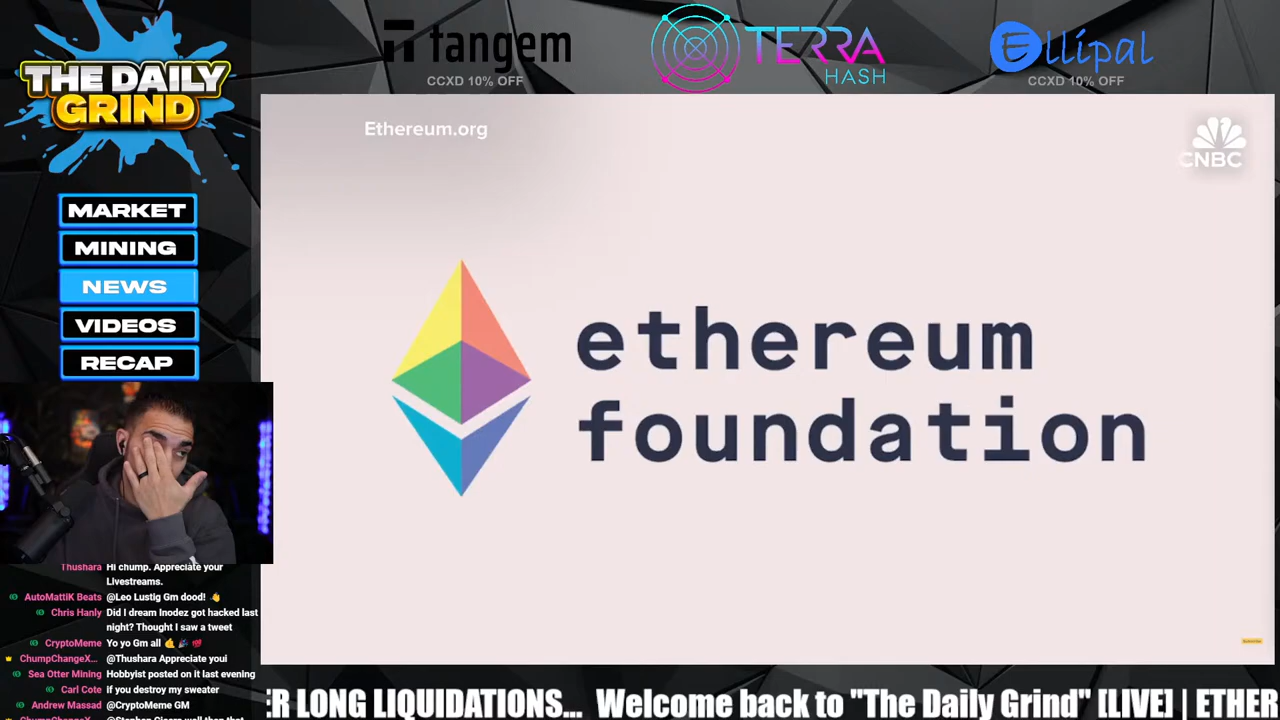 THE DAILY
GRIND
tangem
CCXD 10% OFF
TERRA
HASH
Ellipal
CCXD 10% OFF
MARKET
MINING
NEWS
VIDEOS
RECAP
Ethereum.org
CNBC
ethereum
foundation
Thushara Hi chump. Appreciate your
Livestreams.
AutoMattiK Beats @Leo Lustig Gm dood! 👋
Chris Hanly Did I dream Inodez got hacked last
night? Thought I saw a tweet
CryptoMeme Yo yo Gm all 🤙 🎉 💯
ChumpChangeX... @Thushara Appreciate youi
Sea Otter Mining Hobbyist posted on it last evening
Carl Cote If you destroy my sweater
Andrew Massad @CryptoMeme GM
ER LONG LIQUIDATIONS... Welcome back to "The Daily Grind" [LIVE] | ETHER